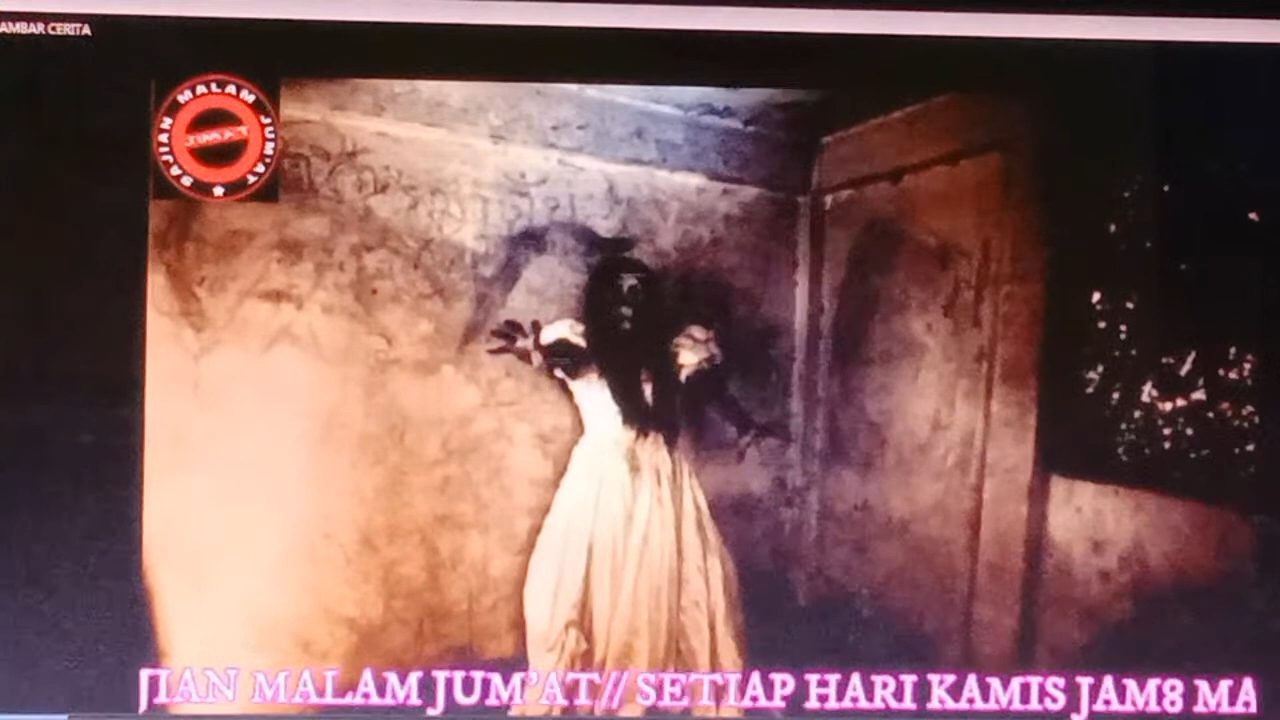 AMBAR CERITA
SAJIAN MALAM JUM'AT
JUM'AT
JIAN MALAM JUM'AT// SETIAP HARI KAMIS JAM8 MA